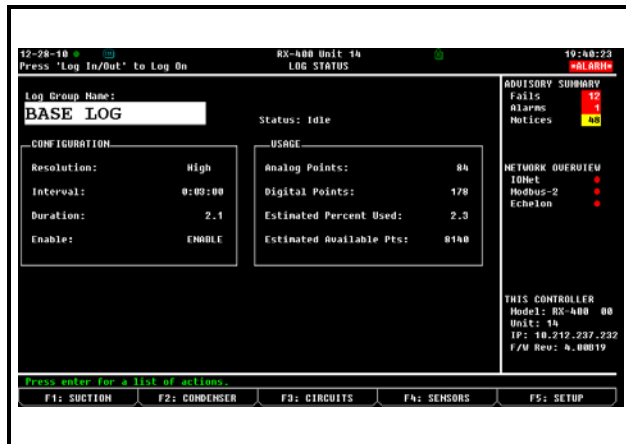 12-28-10
RX-400 Unit 14
19:40:23
Press 'Log In/Out' to Log On
LOG STATUS
*ALARM*
Log Group Name:
BASE LOG
Status: Idle
CONFIGURATION
Resolution: High
Interval: 0:03:00
Duration: 2.1
Enable: ENABLE
USAGE
Analog Points: 84
Digital Points: 178
Estimated Percent Used: 2.3
Estimated Available Pts: 8140
ADVISORY SUMMARY
Fails 12
Alarms 1
Notices 48
NETWORK OVERVIEW
IONet
Modbus-2
Echelon
THIS CONTROLLER
Model: RX-400 00
Unit: 14
IP: 10.212.237.232
F/W Rev: 4.00B19
Press enter for a list of actions.
F1: SUCTION
F2: CONDENSER
F3: CIRCUITS
F4: SENSORS
F5: SETUP